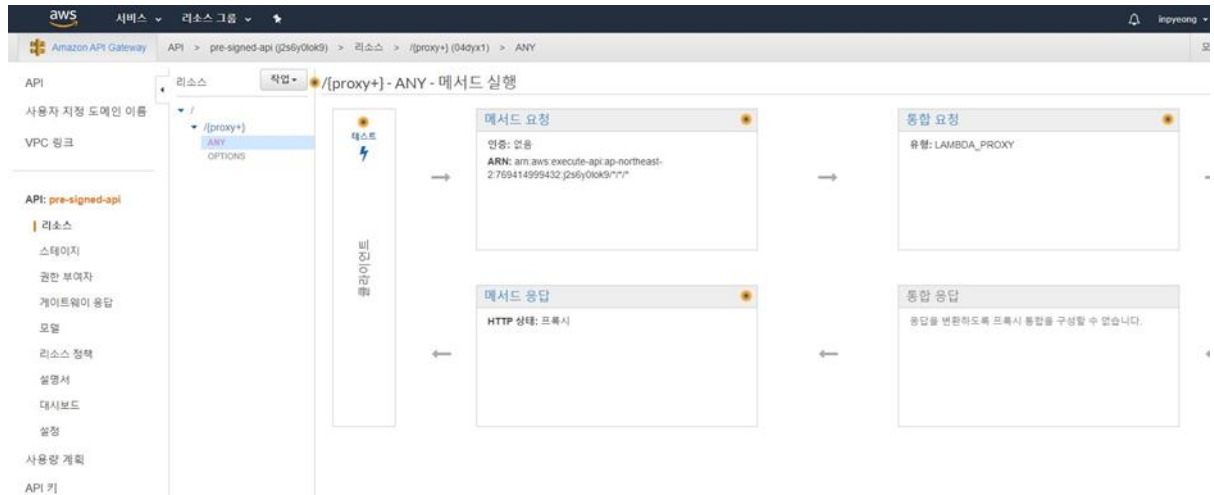 aws 서비스 리소스 그룹 inpyeong
Amazon API Gateway API > pre-signed-api (j2s6y0lok9) > 리소스 > /{proxy+} (04dyx1) > ANY
API
사용자 지정 도메인 이름
VPC 링크
API: pre-signed-api
리소스
스테이지
권한 부여자
게이트웨이 응답
모델
리소스 정책
설명서
대시보드
설정
사용량 계획
API 키
리소스 작업
/
/{proxy+}
ANY
OPTIONS
/{proxy+} - ANY - 메서드 실행
테스트
클라이언트
메서드 요청
인증: 없음
ARN: arn:aws:execute-api:ap-northeast-
2:769414999432:j2s6y0lok9/*/*/*
통합 요청
유형: LAMBDA_PROXY
메서드 응답
HTTP 상태: 프록시
통합 응답
응답을 변환하도록 프록시 통합을 구성할 수 없습니다.